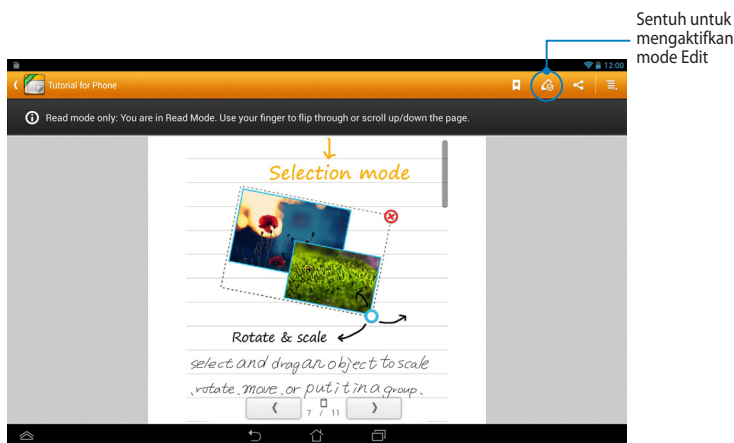 Sentuh untuk
mengaktifkan
mode Edit
12:00
Tutorial for Phone
Read mode only: You are in Read Mode. Use your finger to flip through or scroll up/down the page.
Selection mode
Rotate & scale
select and drag an object to scale
, rotate, move, or put it in a group.
7 / 11